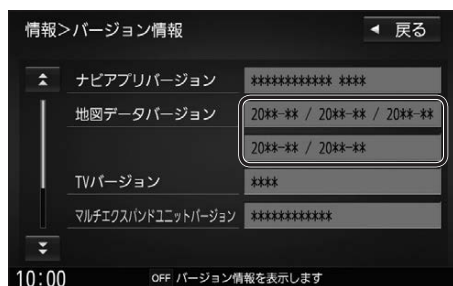 情報>バージョン情報
◀ 戻る
ナビアプリバージョン ************ ****
地図データバージョン 20**-** / 20**-** / 20**-**
20**-** / 20**-**
TVバージョン ****
マルチエクスパンドユニットバージョン ************
10:00 OFF バージョン情報を表示します